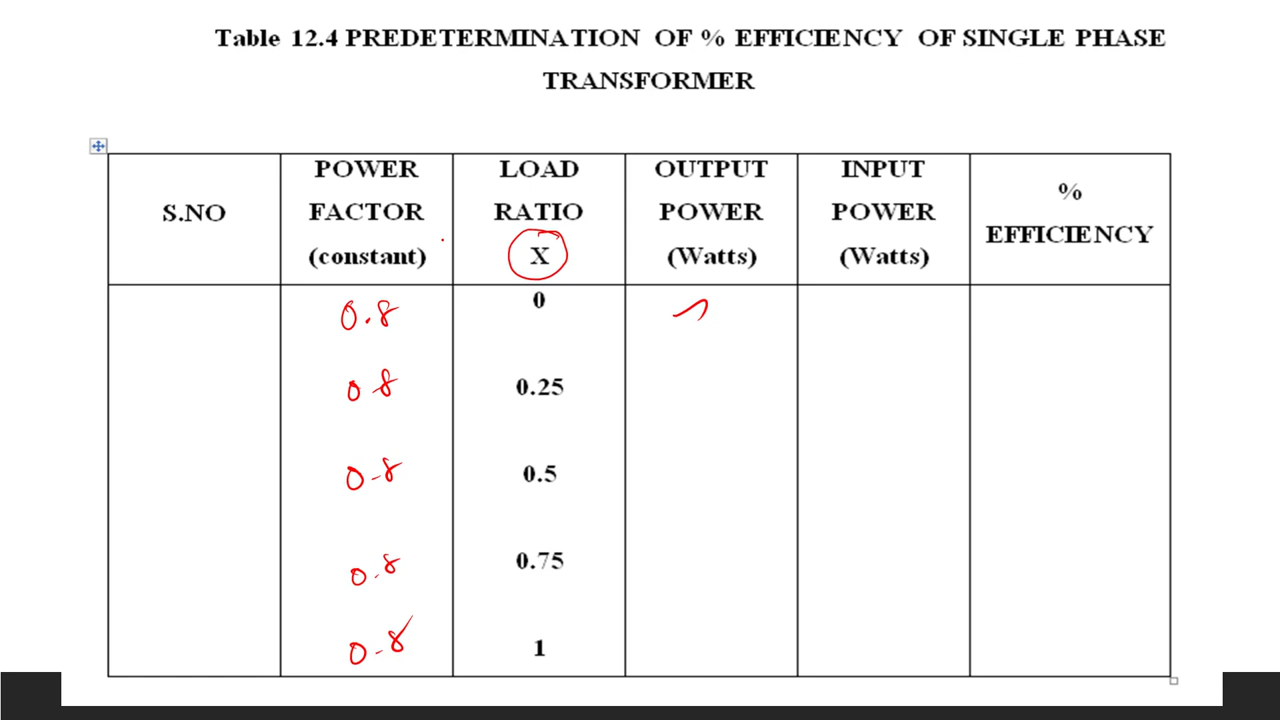 Table 12.4 PREDETERMINATION OF % EFFICIENCY OF SINGLE PHASE
TRANSFORMER
S.NO
POWER
FACTOR
(constant)
LOAD
RATIO
X
OUTPUT
POWER
(Watts)
INPUT
POWER
(Watts)
%
EFFICIENCY
0.8
0
0.8
0.25
0.8
0.5
0.8
0.75
0.8
1